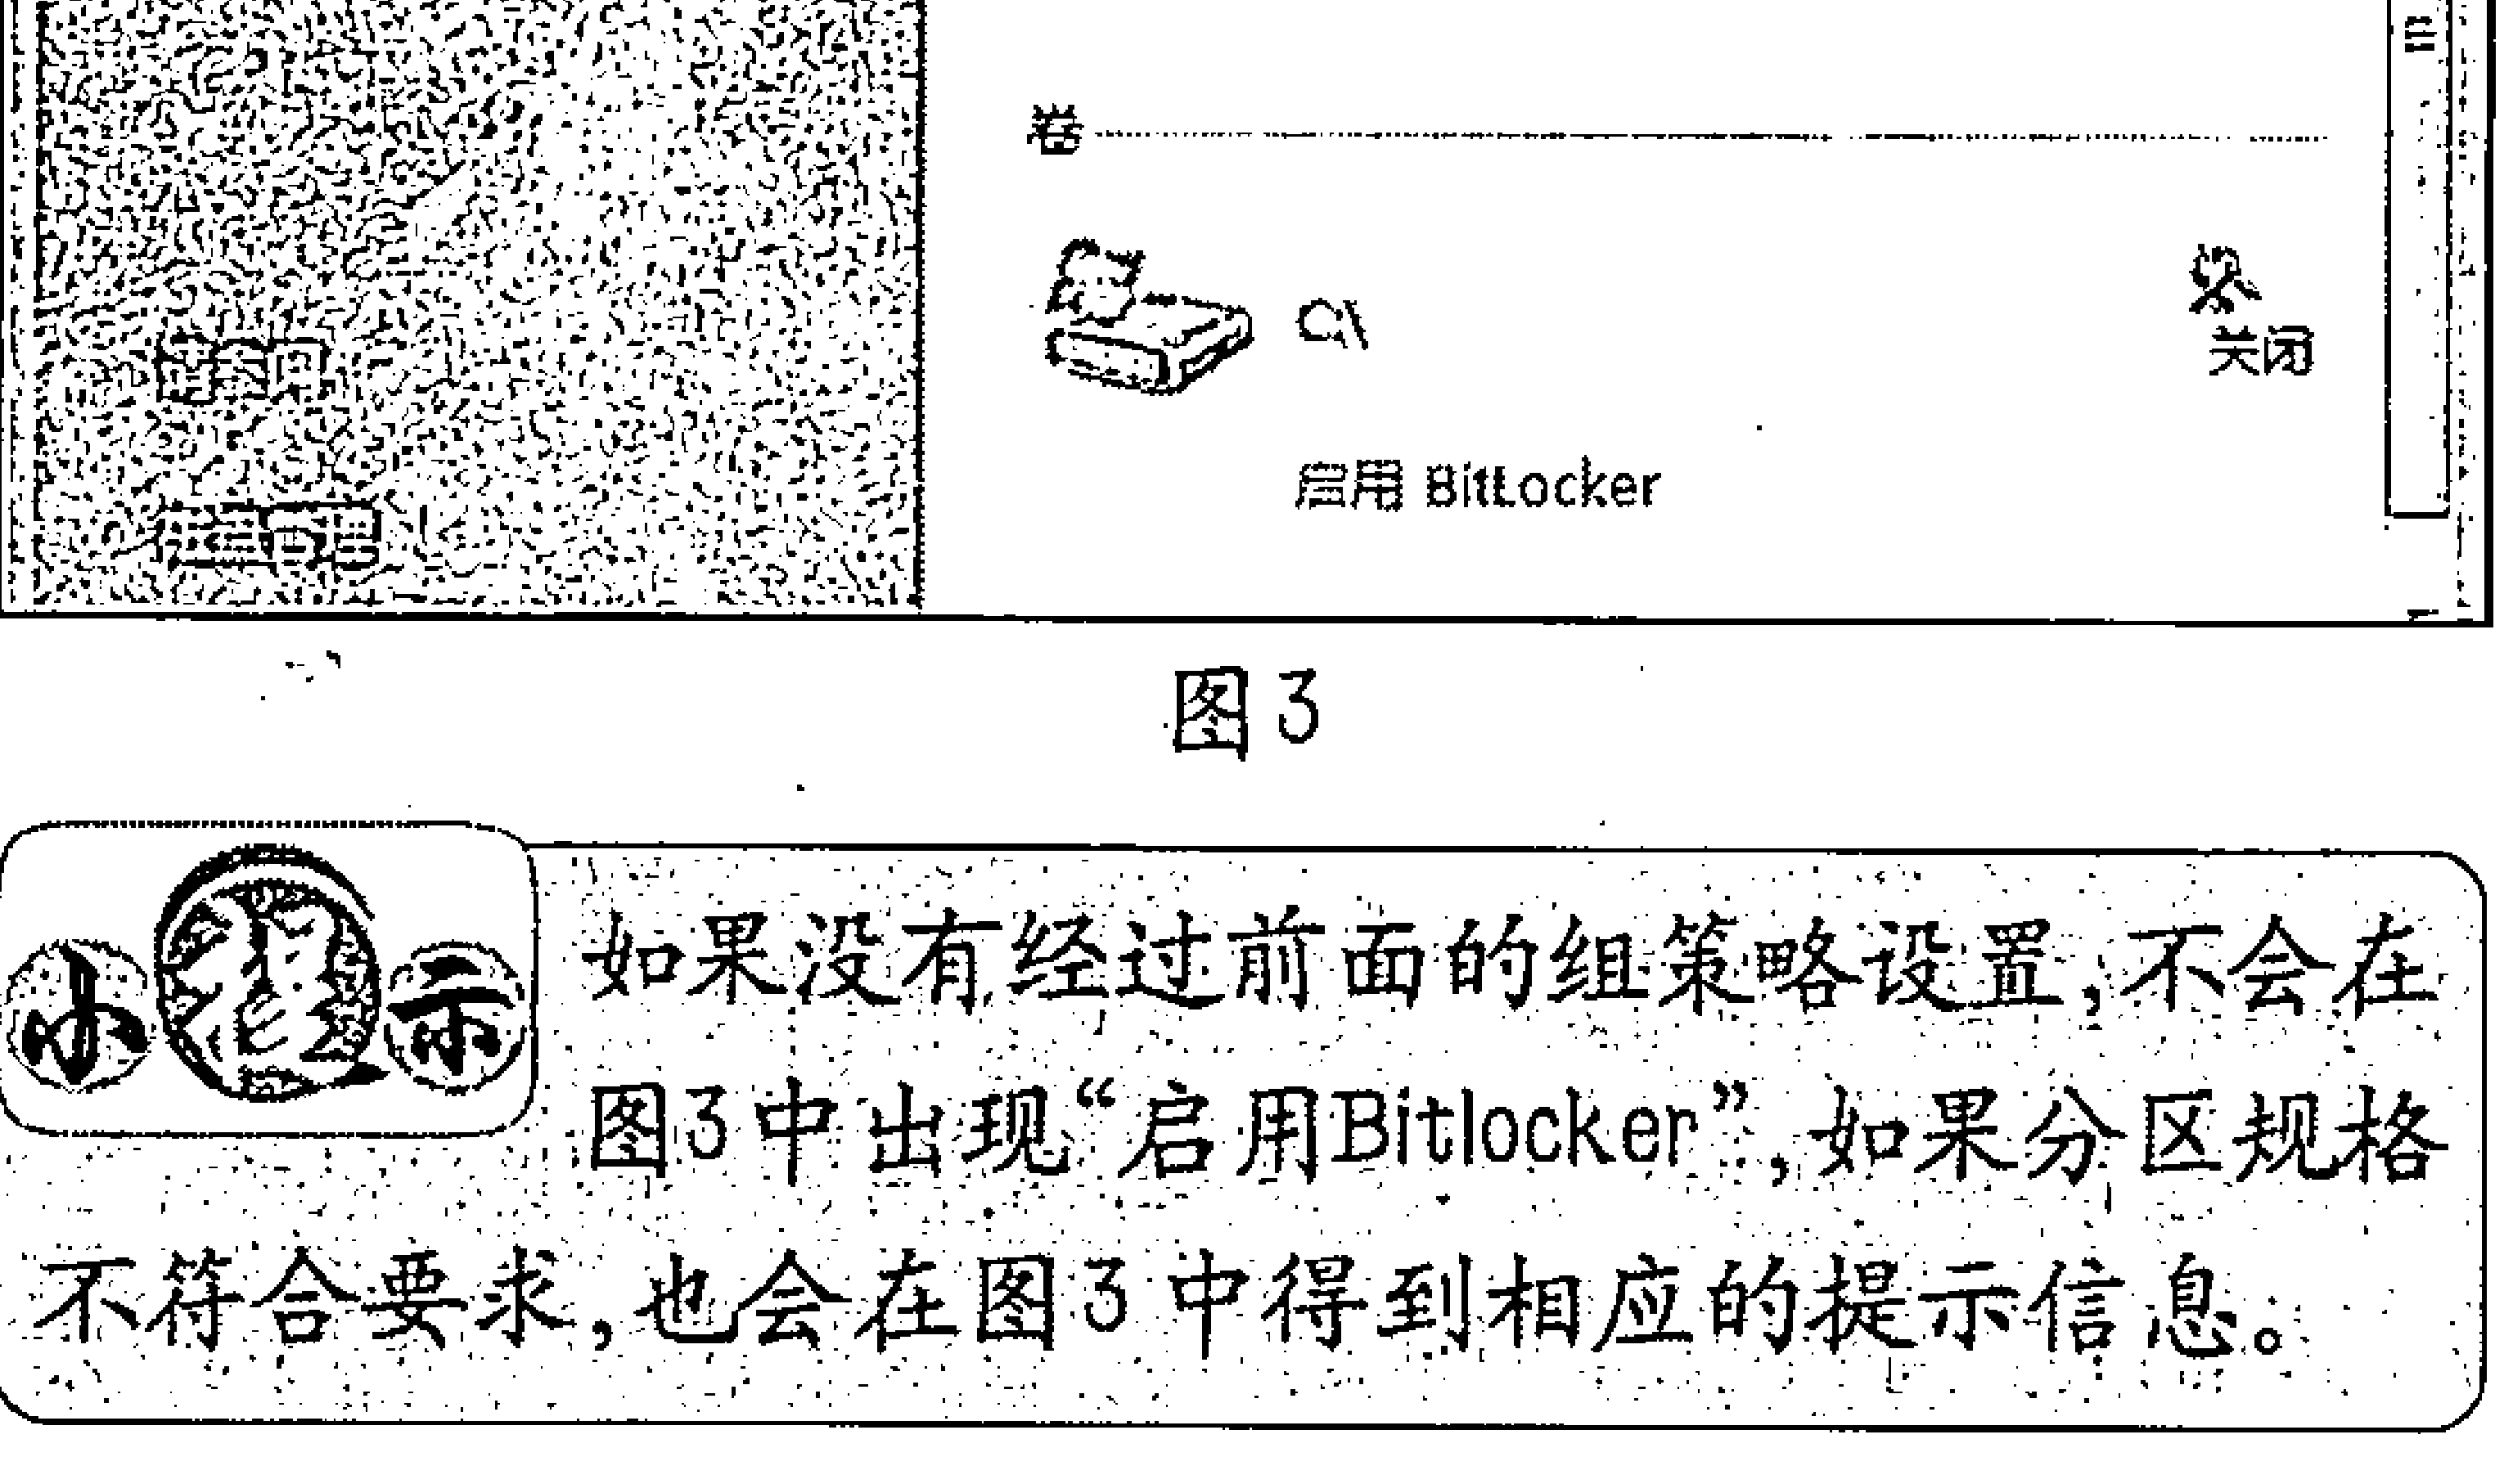 卷
C:\
关闭
启用 BitLocker
图 3
小提示
如果没有经过前面的组策略设置,不会在
图3中出现“启用Bitlocker”,如果分区规格
不符合要求,也会在图3中得到相应的提示信息。